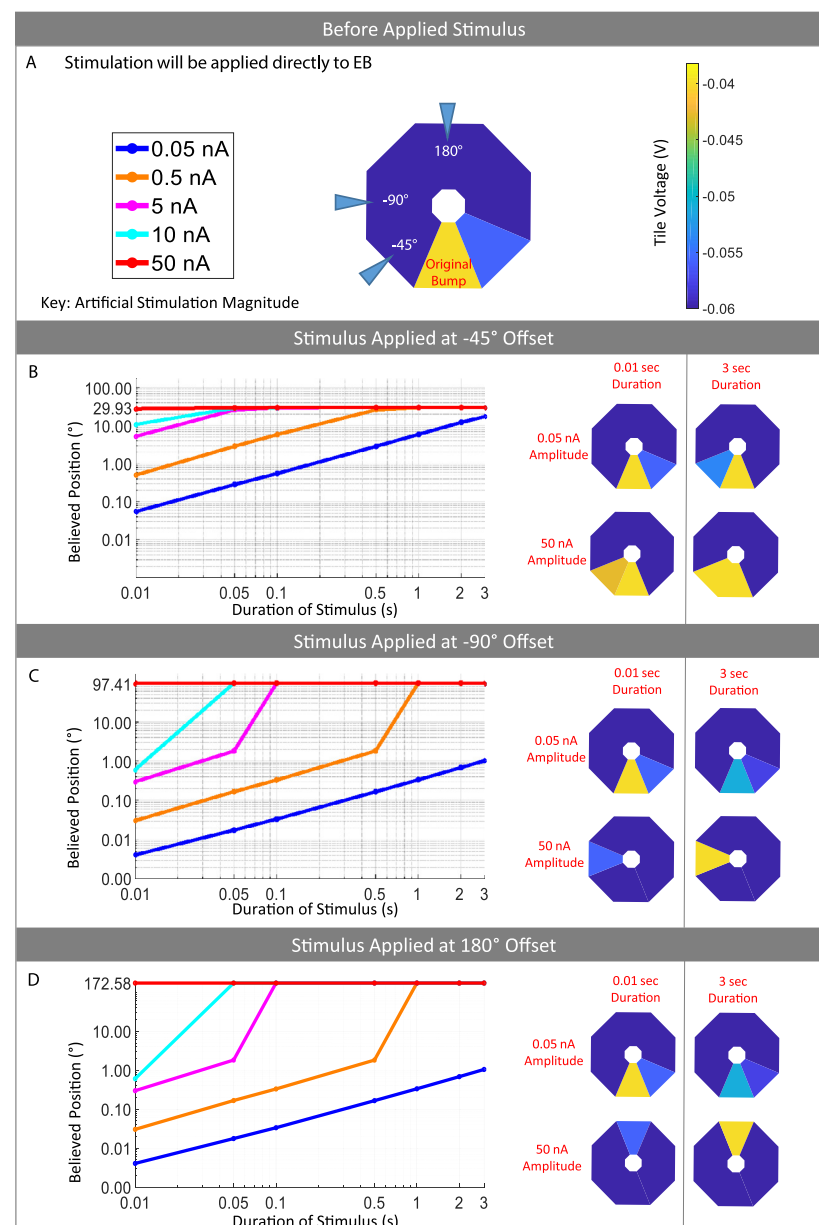 Before Applied Stimulus
A
Stimulation will be applied directly to EB
0.05 nA
0.5 nA
5 nA
10 nA
50 nA
Key: Artificial Stimulation Magnitude
180°
-90°
-45°
Original
Bump
-0.04
-0.045
-0.05
-0.055
-0.06
Tile Voltage (V)
Stimulus Applied at -45° Offset
B
Believed Position (°)
100.00
29.93
10.00
1.00
0.10
0.01
0.01 0.05 0.1 0.5 1 2 3
Duration of Stimulus (s)
0.01 sec
Duration
3 sec
Duration
0.05 nA
Amplitude
50 nA
Amplitude
Stimulus Applied at -90° Offset
C
Believed Position (°)
97.41
10.00
1.00
0.10
0.01
0.00
0.01 0.05 0.1 0.5 1 2 3
Duration of Stimulus (s)
0.01 sec
Duration
3 sec
Duration
0.05 nA
Amplitude
50 nA
Amplitude
Stimulus Applied at 180° Offset
D
Believed Position (°)
172.58
10.00
1.00
0.10
0.01
0.00
0.01 0.05 0.1 0.5 1 2 3
Duration of Stimulus (s)
0.01 sec
Duration
3 sec
Duration
0.05 nA
Amplitude
50 nA
Amplitude